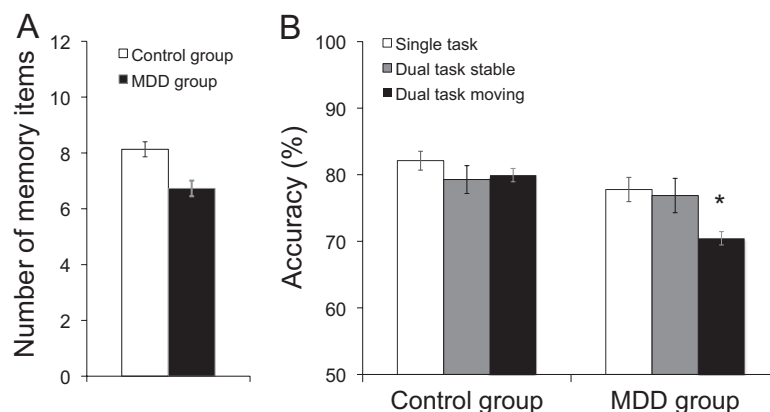 A
Number of memory items
12
10
8
6
4
2
0
Control group
MDD group
B
Accuracy (%)
100
90
80
70
60
50
Single task
Dual task stable
Dual task moving
*
Control group
MDD group